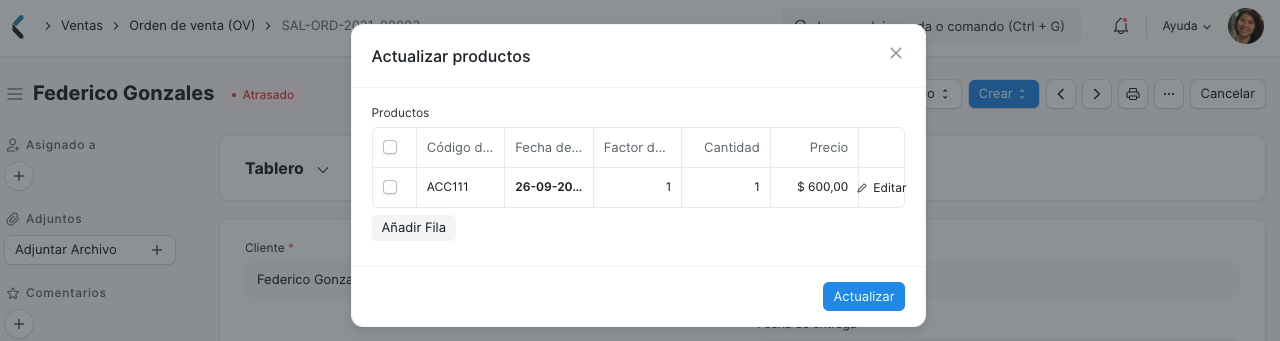 Ventas
Orden de venta (OV)
SAL-ORD-2021-00003
o comando (Ctrl + G)
Ayuda
Federico Gonzales
Atrasado
Crear
Cancelar
Asignado a
Tablero
Adjuntos
Adjuntar Archivo
Cliente *
Federico Gonza
Comentarios
Actualizar productos
Productos
Código d... Fecha de... Factor d... Cantidad Precio
ACC111 26-09-20... 1 1 $ 600,00 Editar
Añadir Fila
Actualizar